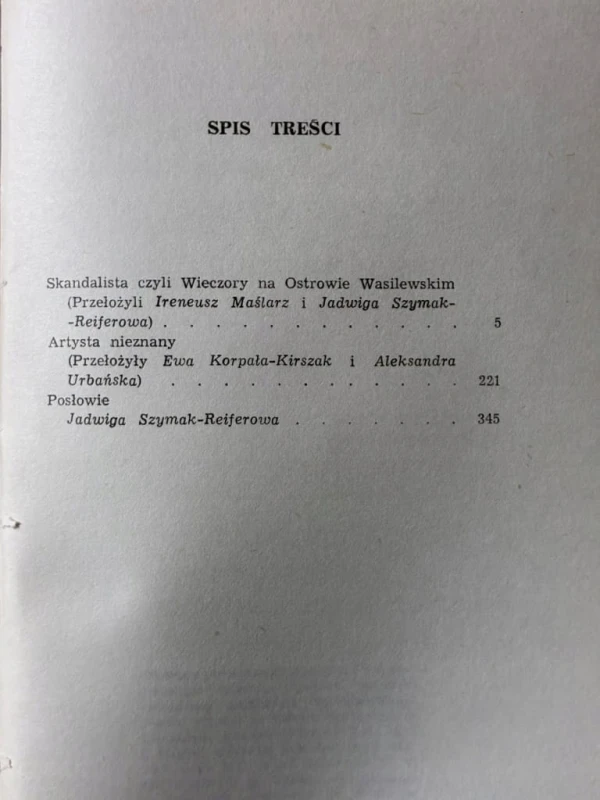 SPIS TREŚCI
Skandalista czyli Wieczory na Ostrowie Wasilewskim
(Przełożyli Ireneusz Maślarz i Jadwiga Szymak-
-Reiferowa) . . . . . . . . . . . . 5
Artysta nieznany
(Przełożyły Ewa Korpała-Kirszak i Aleksandra
Urbańska) . . . . . . . . . . . . 221
Posłowie
Jadwiga Szymak-Reiferowa . . . . . . . 345